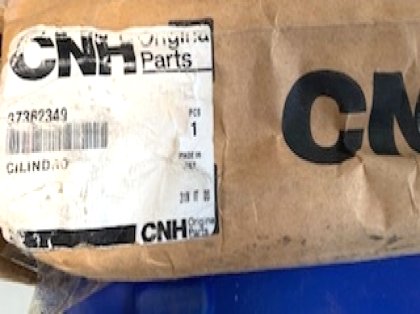 CNH Original
Parts
87362349
PCS
1
CILINDRO
MADE IN
CNH Original
Parts
CN